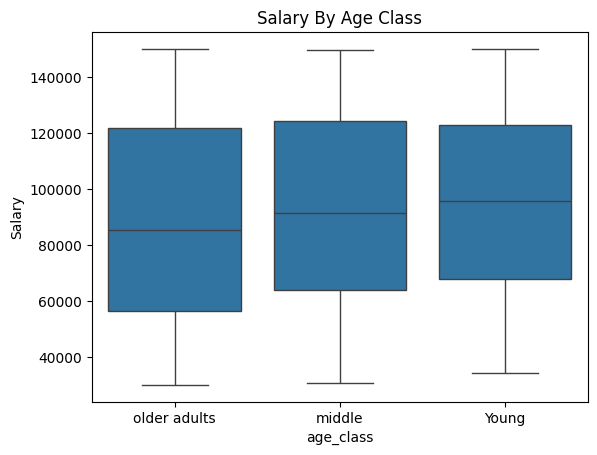 Salary By Age Class
140000
120000
100000
80000
60000
40000
Salary
older adults
middle
Young
age_class